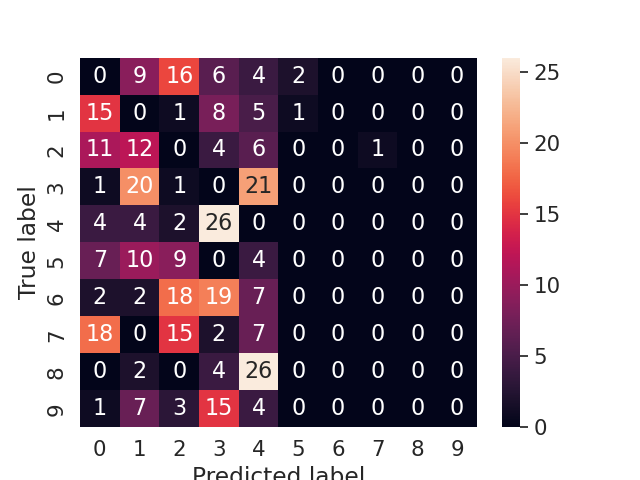 0 0 9 16 6 4 2 0 0 0 0
1 15 0 1 8 5 1 0 0 0 0
2 11 12 0 4 6 0 0 1 0 0
3 1 20 1 0 21 0 0 0 0 0
4 4 4 2 26 0 0 0 0 0 0
5 7 10 9 0 4 0 0 0 0 0
6 2 2 18 19 7 0 0 0 0 0
7 18 0 15 2 7 0 0 0 0 0
8 0 2 0 4 26 0 0 0 0 0
9 1 7 3 15 4 0 0 0 0 0
0 1 2 3 4 5 6 7 8 9
Predicted label
True label
25
20
15
10
5
0